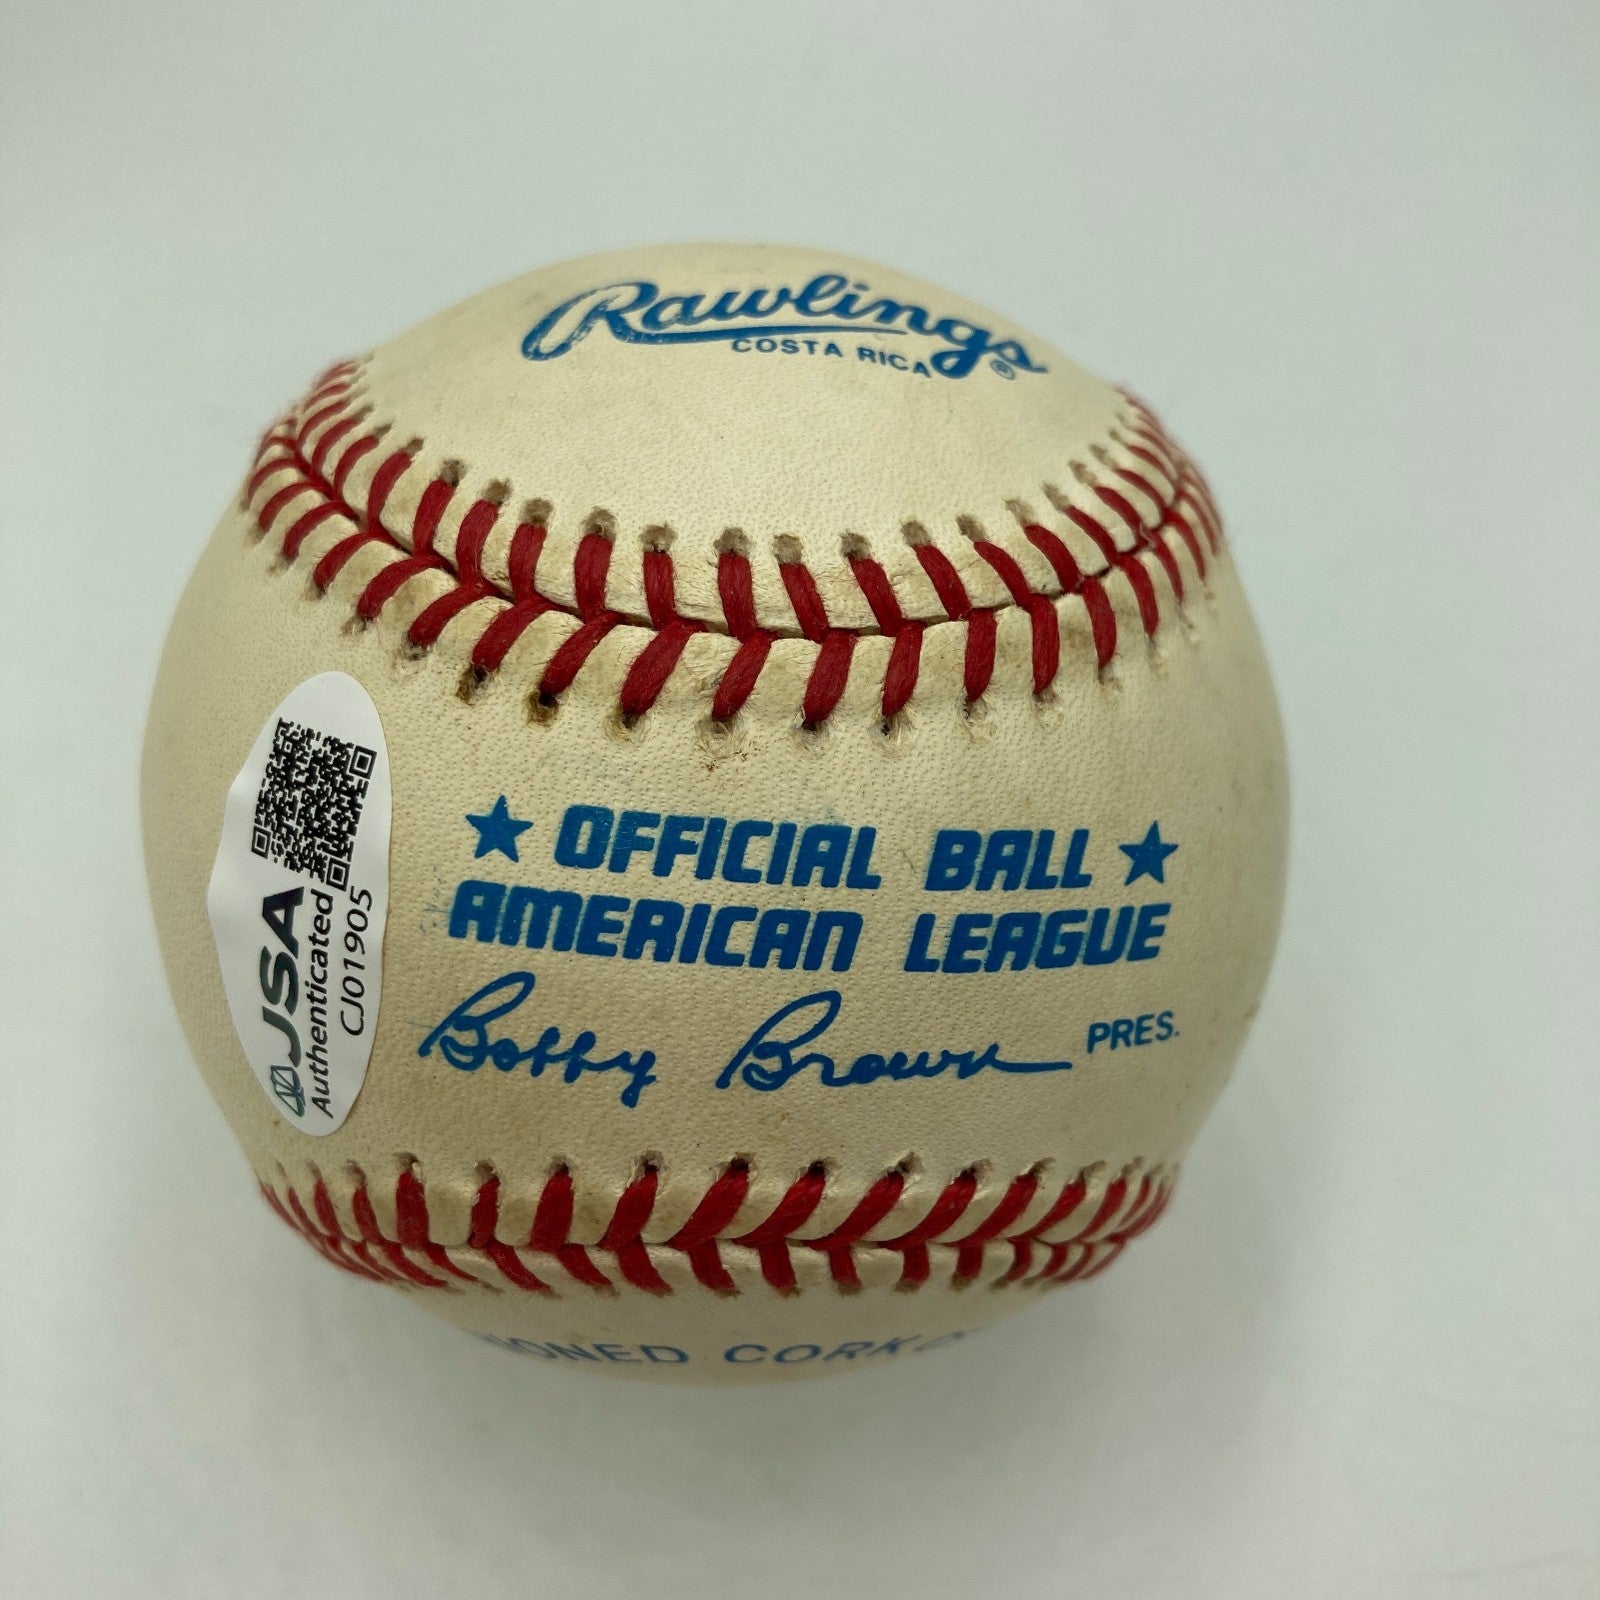 Rawlings®
COSTA RICA
★ OFFICIAL BALL ★
AMERICAN LEAGUE
Bobby Brown PRES.
JSA
Authenticated
CJ01905